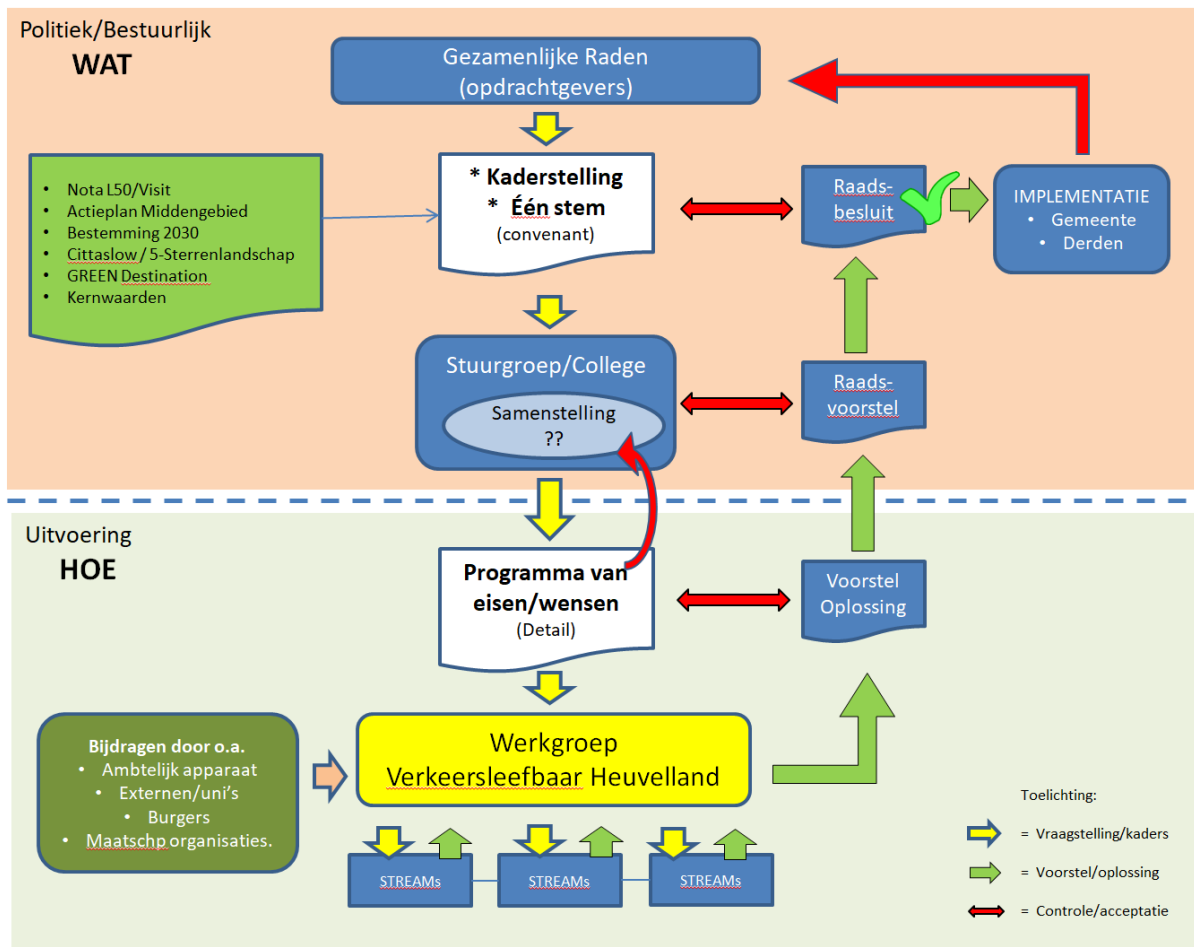 Politiek/Bestuurlijk
WAT
Gezamenlijke Raden
(opdrachtgevers)
• Nota L50/Visit
• Actieplan Middengebied
• Bestemming 2030
• Cittaslow / 5-Sterrenlandschap
• GREEN Destination
• Kernwaarden
* Kaderstelling
* Één stem
(convenant)
Raads-
besluit
IMPLEMENTATIE
• Gemeente
• Derden
Stuurgroep/College
Samenstelling
??
Raads-
voorstel
Uitvoering
HOE
Programma van
eisen/wensen
(Detail)
Voorstel
Oplossing
Bijdragen door o.a.
• Ambtelijk apparaat
• Externen/uni's
• Burgers
• Maatschp organisaties.
Werkgroep
Verkeersleefbaar Heuvelland
STREAMs
STREAMs
STREAMs
Toelichting:
= Vraagstelling/kaders
= Voorstel/oplossing
= Controle/acceptatie